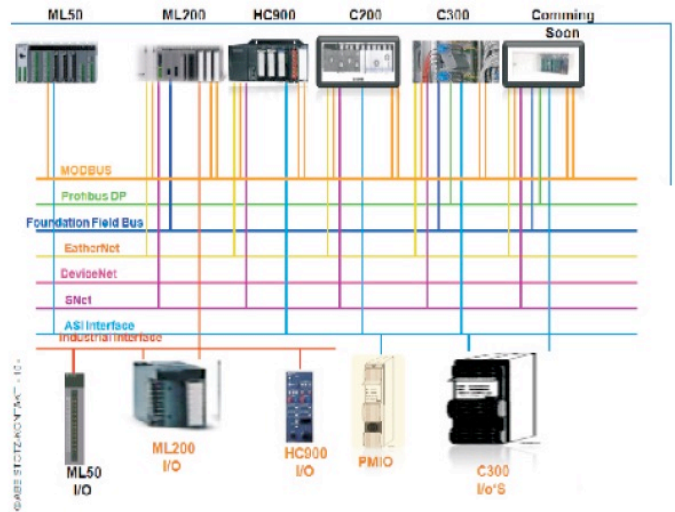 ML50 ML200 HC900 C200 C300 Comming
Soon
MODBUS
Profibus DP
Foundation Field Bus
EatherNet
DeviceNet
SNet
ASI Interface
Industrial Interface
ML50
I/O
ML200
I/O
HC900
I/O
PMIO
C300
I/o'S